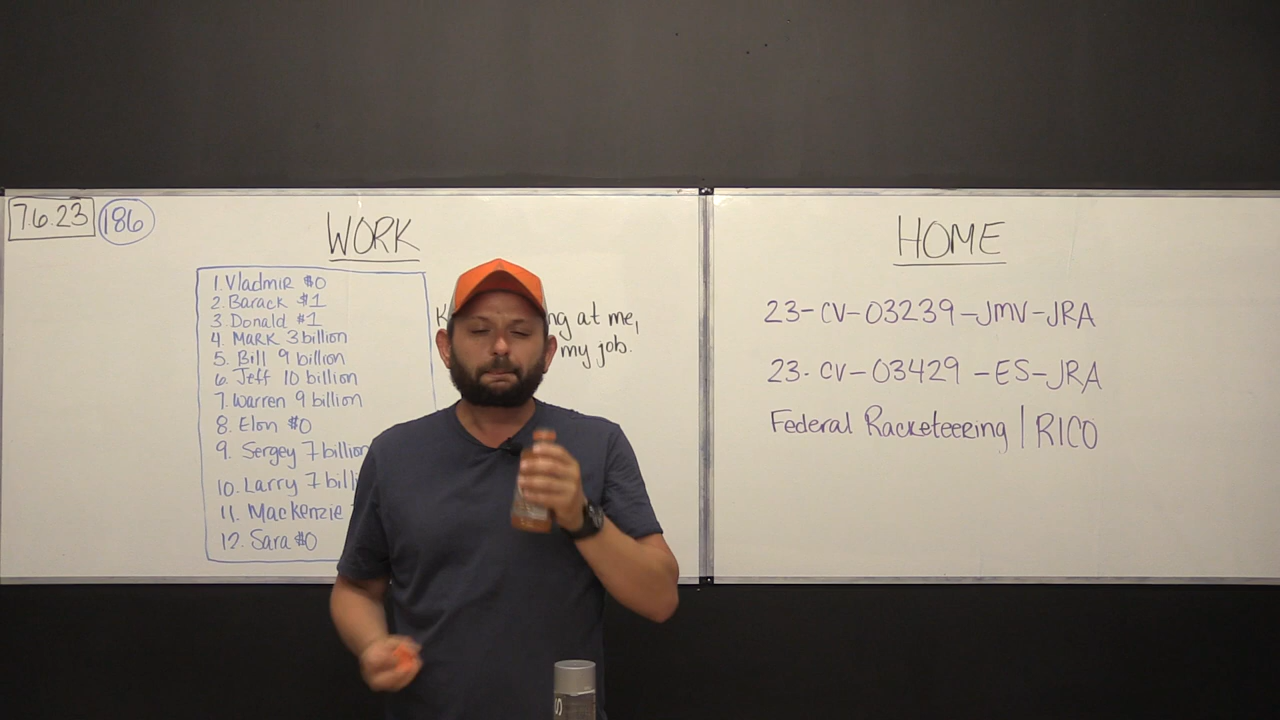 7.6.23 186
WORK
1. Vladmir $0
2. Barack $1
3. Donald $1
4. Mark 3 billion
5. Bill 9 billion
6. Jeff 10 billion
7. Warren 9 billion
8. Elon $0
9. Sergey 7 billion
10. Larry 7 billi
11. Mackenzie
12. Sara $0
ng at me,
my job.
HOME
23-CV-03239-JMV-JRA
23-CV-03429-ES-JRA
Federal Racketeering | RICO